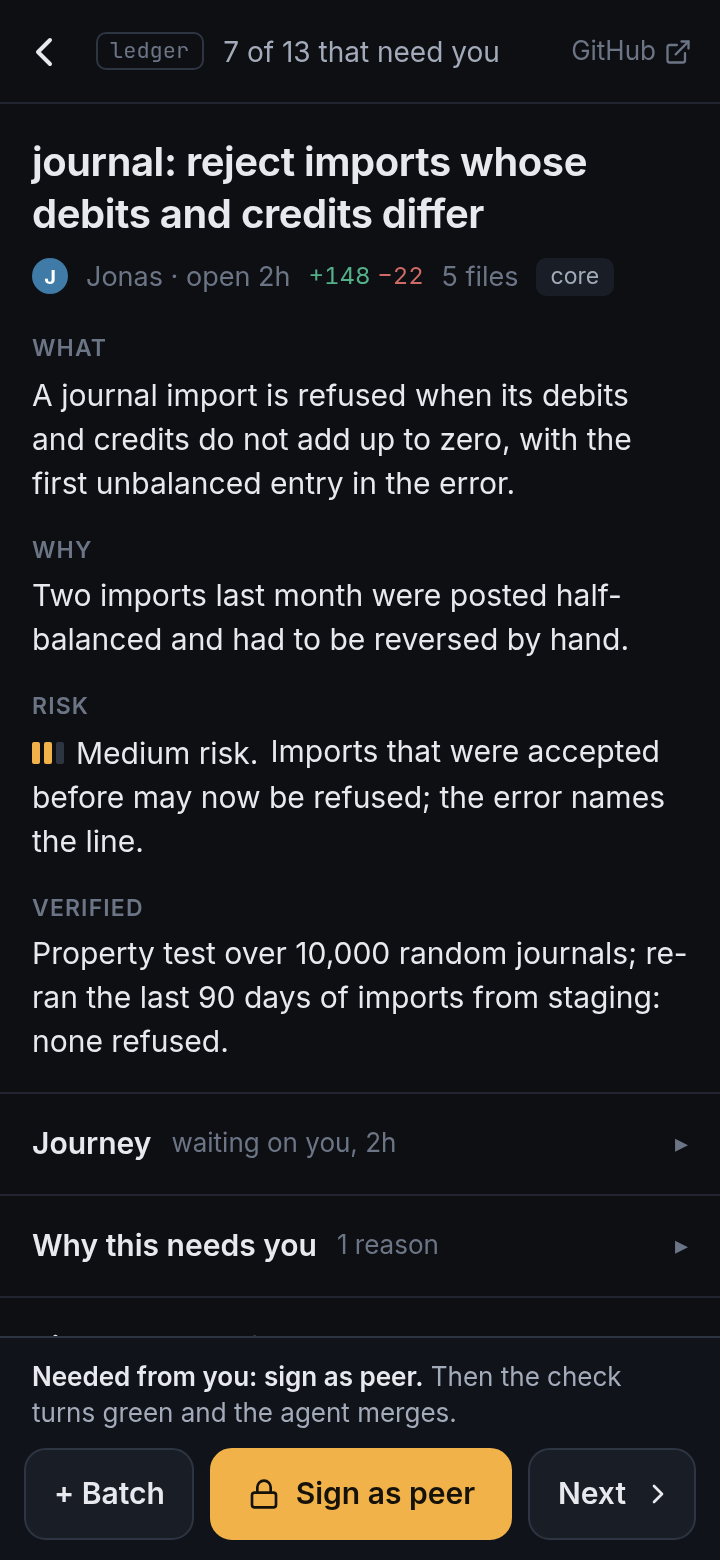 ledger 7 of 13 that need you GitHub
journal: reject imports whose
debits and credits differ
J Jonas · open 2h +148 −22 5 files core
WHAT
A journal import is refused when its debits
and credits do not add up to zero, with the
first unbalanced entry in the error.
WHY
Two imports last month were posted half-
balanced and had to be reversed by hand.
RISK
Medium risk. Imports that were accepted
before may now be refused; the error names
the line.
VERIFIED
Property test over 10,000 random journals; re-
ran the last 90 days of imports from staging:
none refused.
Journey waiting on you, 2h
Why this needs you 1 reason
Needed from you: sign as peer. Then the check
turns green and the agent merges.
+ Batch Sign as peer Next